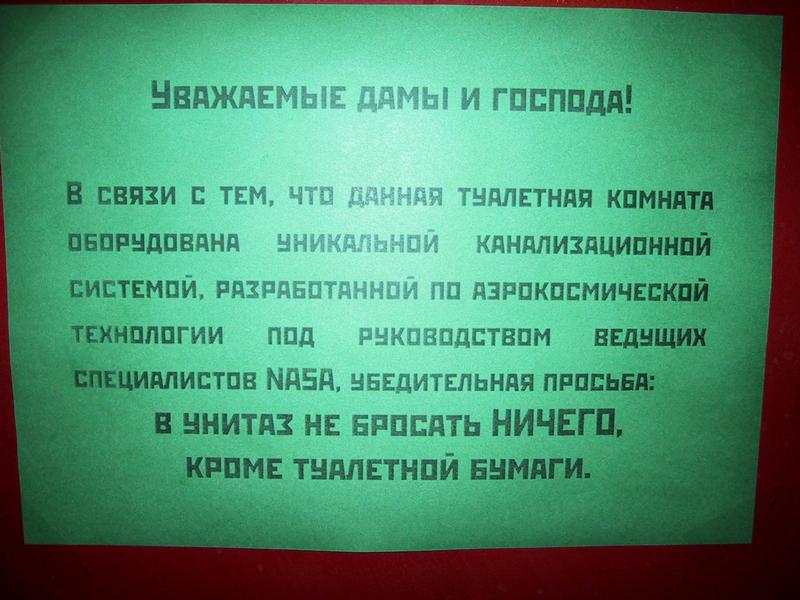 Уважаемые дамы и господа!
В связи с тем, что данная туалетная комната
оборудована уникальной канализационной
системой, разработанной по аэрокосмической
технологии под руководством ведущих
специалистов NASA, убедительная просьба:
в унитаз не бросать НИЧЕГО,
кроме туалетной бумаги.